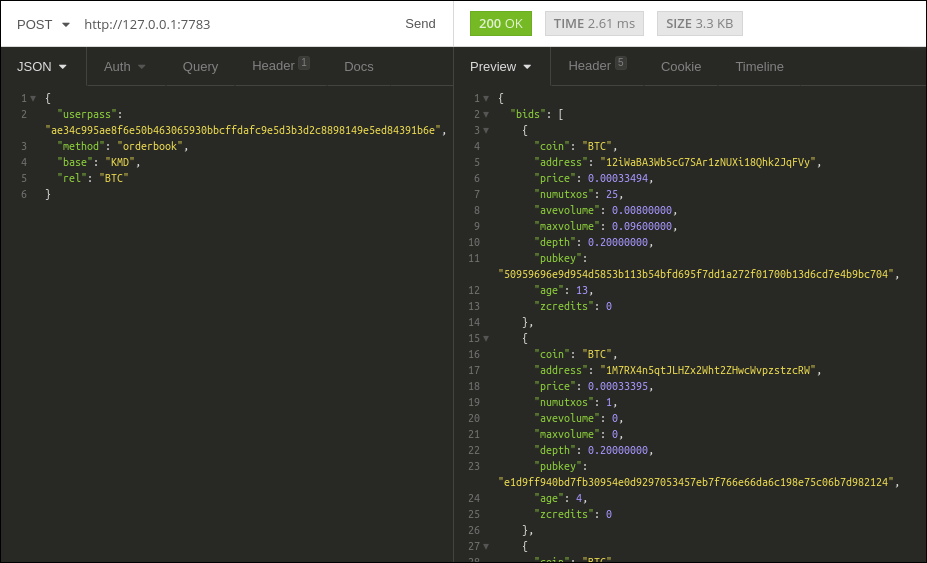 POST http://127.0.0.1:7783 Send
200 OK TIME 2.61 ms SIZE 3.3 KB
JSON Auth Query Header 1 Docs
Preview Header 5 Cookie Timeline
1 {
2 "userpass":
"ae34c995ae8f6e50b463065930bbcffdafc9e5d3b3d2c8898149e5ed84391b6e",
3 "method": "orderbook",
4 "base": "KMD",
5 "rel": "BTC"
6 }
1 {
2 "bids": [
3 {
4 "coin": "BTC",
5 "address": "12iWaBA3Wb5cG7SAr1zNUXi18Qhk2JqFVy",
6 "price": 0.00033494,
7 "numutxos": 25,
8 "avevolume": 0.00800000,
9 "maxvolume": 0.09600000,
10 "depth": 0.20000000,
11 "pubkey":
"50959696e9d954d5853b113b54bfd695f7dd1a272f01700b13d6cd7e4b9bc704",
12 "age": 13,
13 "zcredits": 0
14 },
15 {
16 "coin": "BTC",
17 "address": "1M7RX4n5qtJLHZx2Wht2ZHwcWvpzstzcRW",
18 "price": 0.00033395,
19 "numutxos": 1,
20 "avevolume": 0,
21 "maxvolume": 0,
22 "depth": 0.20000000,
23 "pubkey":
"e1d9ff940bd7fb30954e0d9297053457eb7f766e66da6c198e75c06b7d982124",
24 "age": 4,
25 "zcredits": 0
26 },
27 {
28 "coin": "BTC"